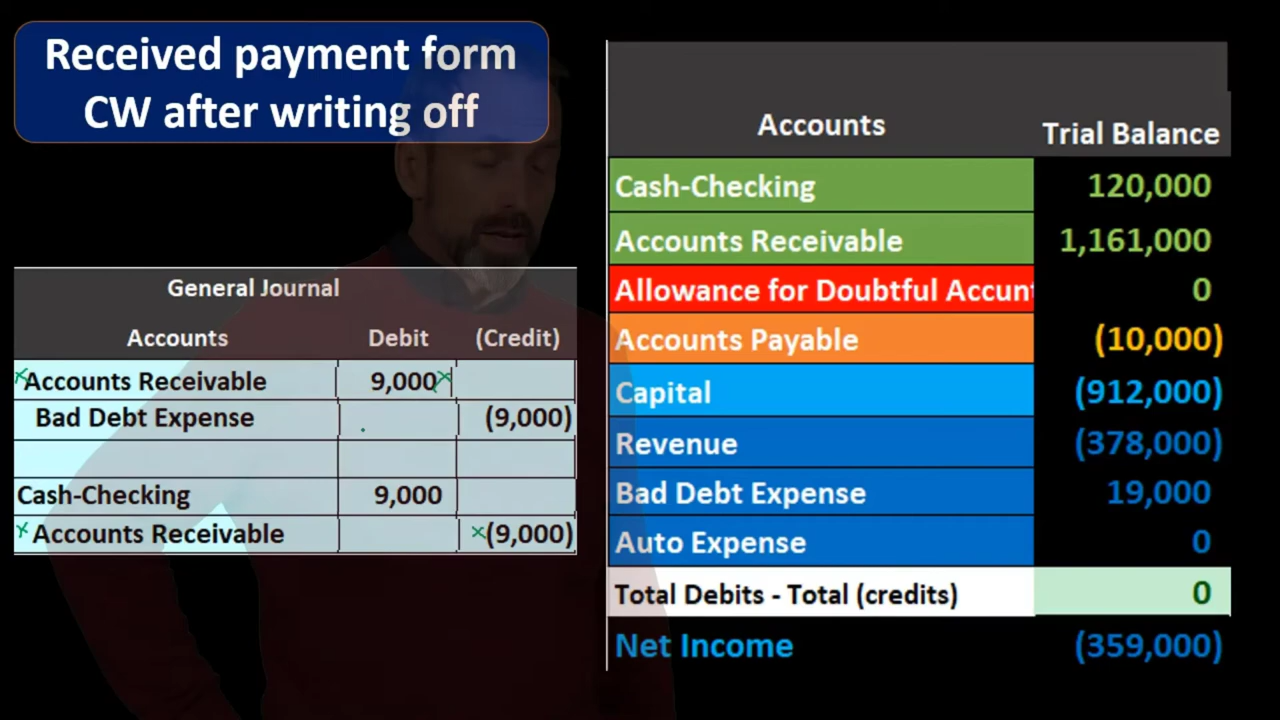 Received payment form
CW after writing off
General Journal
Accounts Debit (Credit)
Accounts Receivable 9,000
Bad Debt Expense (9,000)
Cash-Checking 9,000
Accounts Receivable (9,000)
Accounts Trial Balance
Cash-Checking 120,000
Accounts Receivable 1,161,000
Allowance for Doubtful Accunt 0
Accounts Payable (10,000)
Capital (912,000)
Revenue (378,000)
Bad Debt Expense 19,000
Auto Expense 0
Total Debits - Total (credits) 0
Net Income (359,000)